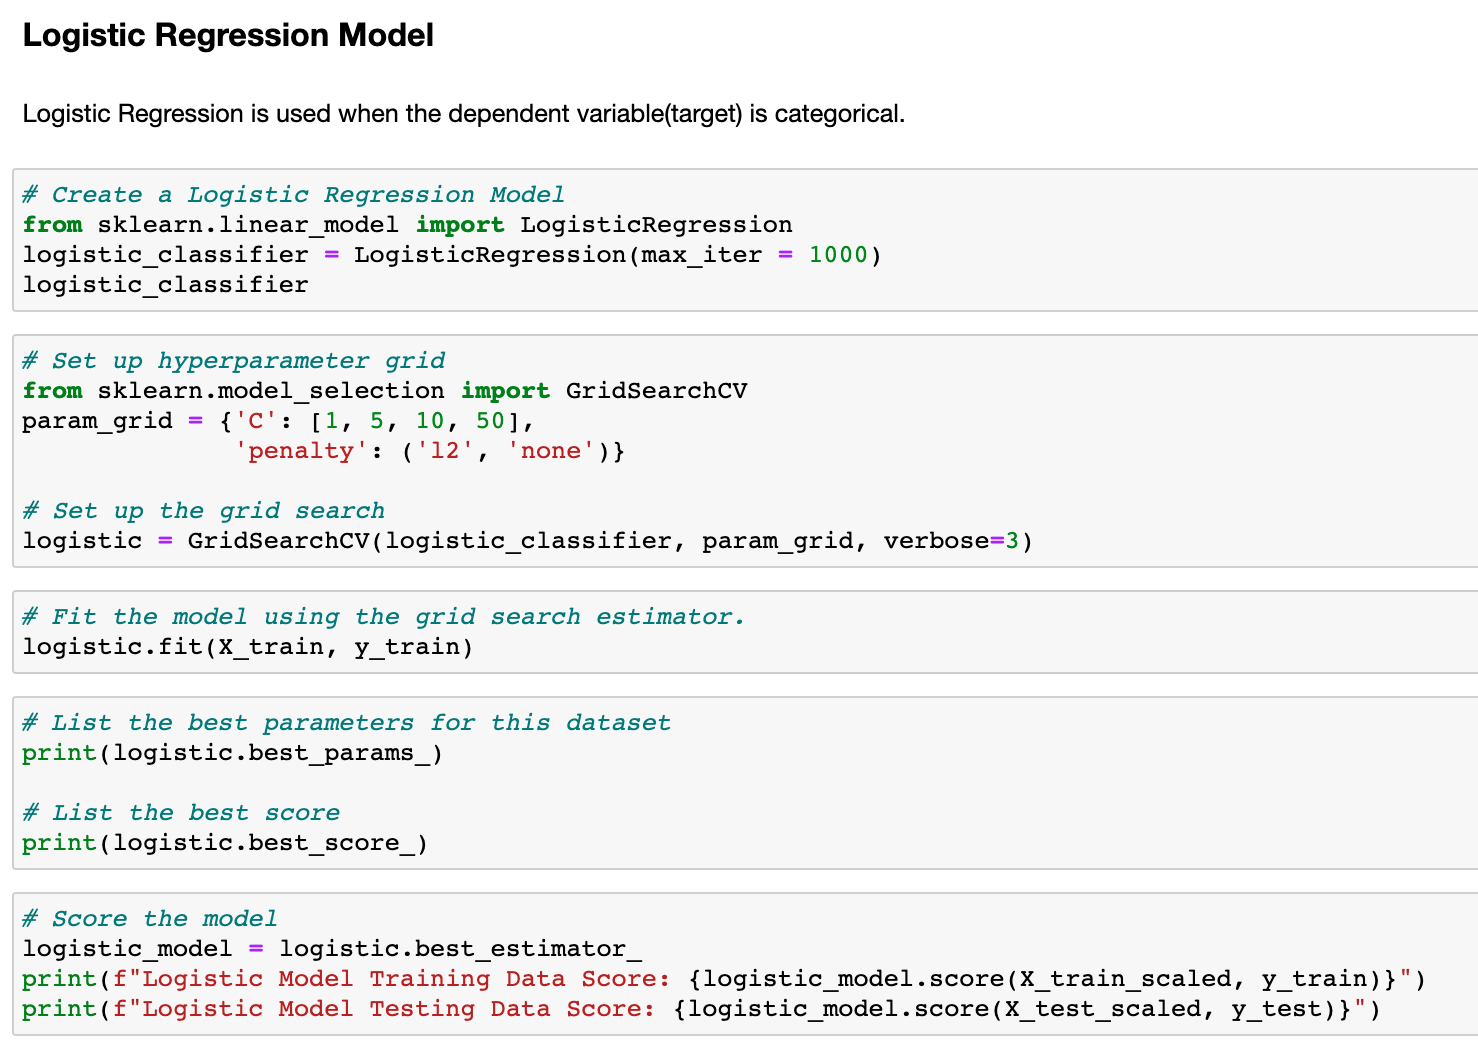 Logistic Regression Model
Logistic Regression is used when the dependent variable(target) is categorical.
# Create a Logistic Regression Model
from sklearn.linear_model import LogisticRegression
logistic_classifier = LogisticRegression(max_iter = 1000)
logistic_classifier
# Set up hyperparameter grid
from sklearn.model_selection import GridSearchCV
param_grid = {'C': [1, 5, 10, 50],
              'penalty': ('l2', 'none')}
# Set up the grid search
logistic = GridSearchCV(logistic_classifier, param_grid, verbose=3)
# Fit the model using the grid search estimator.
logistic.fit(X_train, y_train)
# List the best parameters for this dataset
print(logistic.best_params_)
# List the best score
print(logistic.best_score_)
# Score the model
logistic_model = logistic.best_estimator_
print(f"Logistic Model Training Data Score: {logistic_model.score(X_train_scaled, y_train)}")
print(f"Logistic Model Testing Data Score: {logistic_model.score(X_test_scaled, y_test)}")